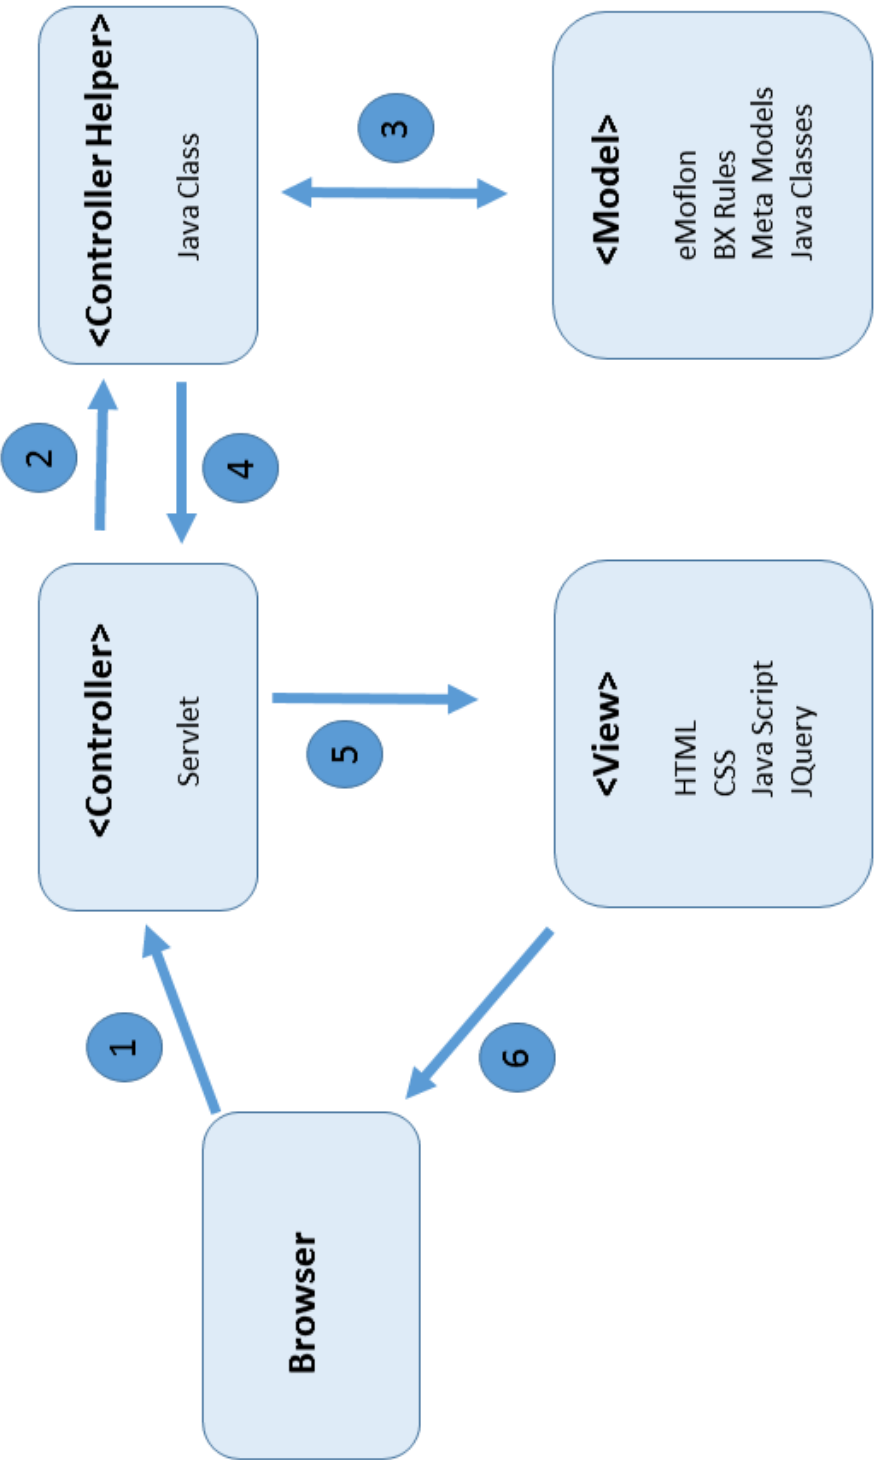 2
<Controller>
Servlet
<Controller Helper>
Java Class
4
1
5
3
Browser
6
<View>
HTML
CSS
Java Script
JQuery
<Model>
eMoflon
BX Rules
Meta Models
Java Classes